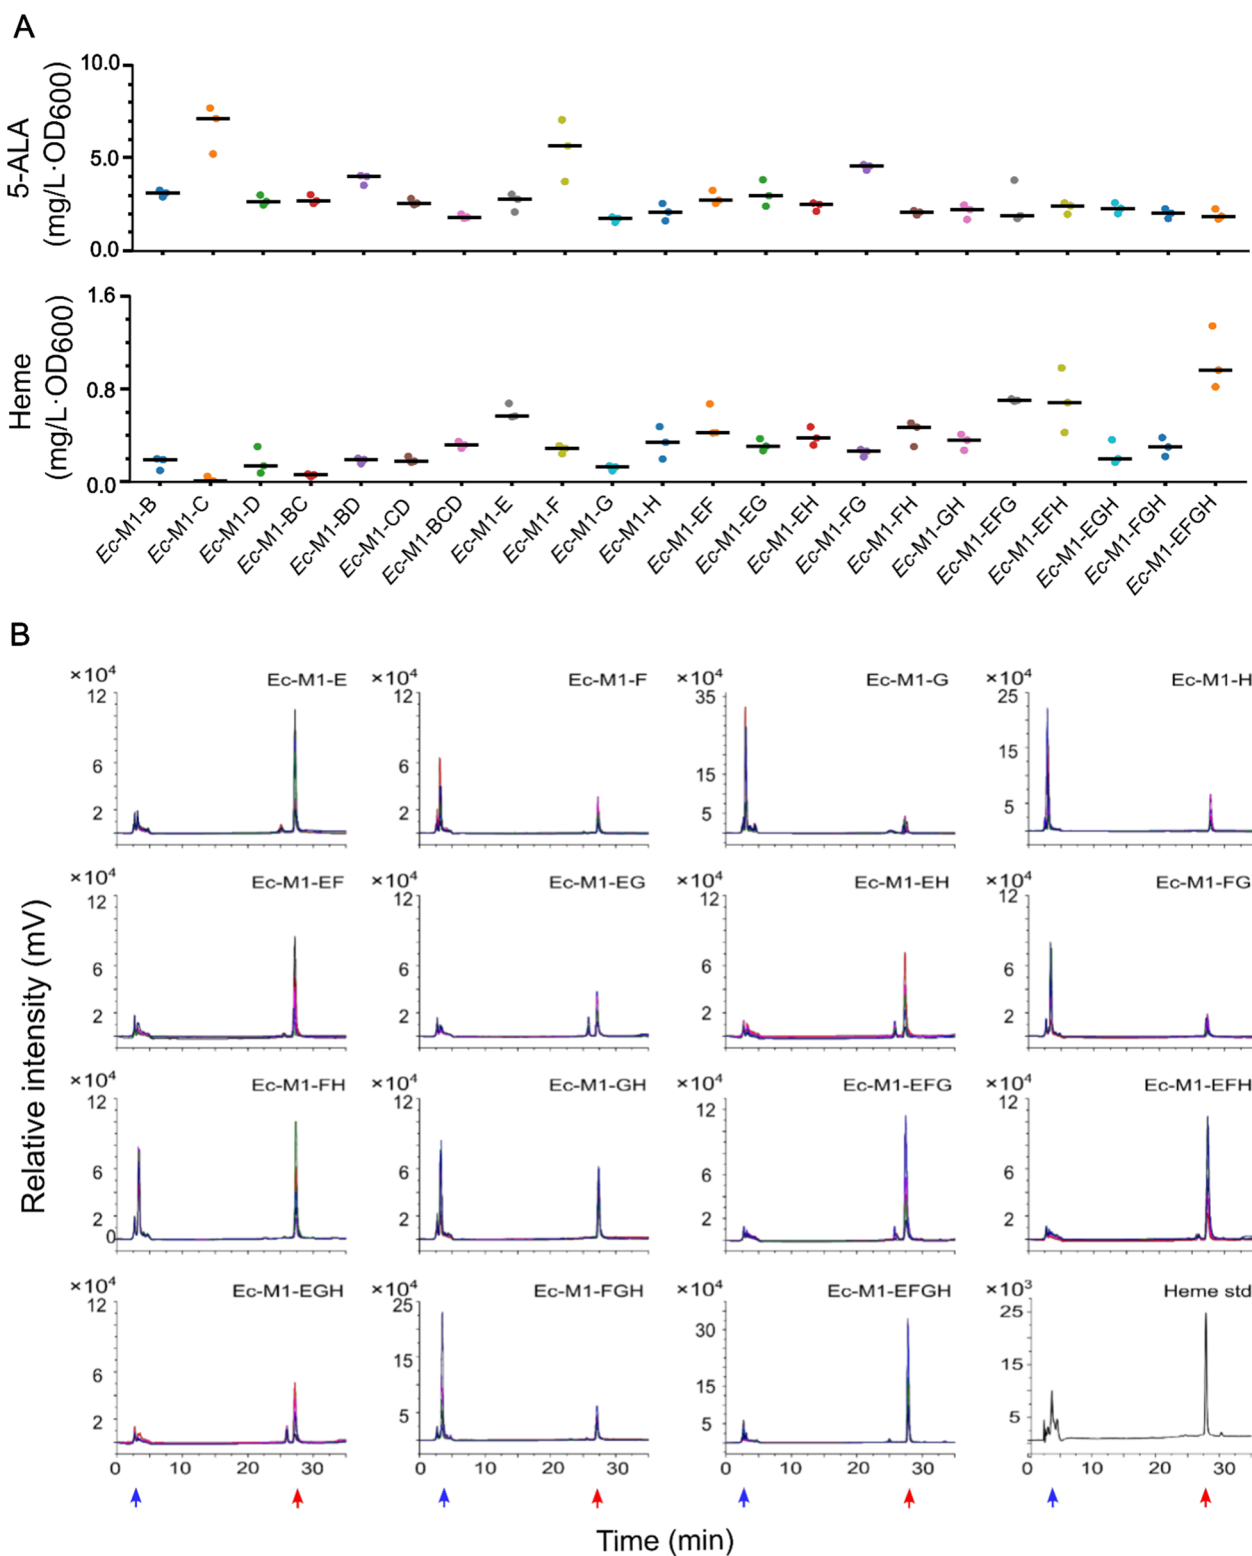 A
5-ALA
(mg/L·OD600)
10.0
5.0
0.0
Heme
(mg/L·OD600)
1.6
0.8
0.0
Ec-M1-B
Ec-M1-C
Ec-M1-D
Ec-M1-BC
Ec-M1-BD
Ec-M1-CD
Ec-M1-BCD
Ec-M1-E
Ec-M1-F
Ec-M1-G
Ec-M1-H
Ec-M1-EF
Ec-M1-EG
Ec-M1-EH
Ec-M1-FG
Ec-M1-FH
Ec-M1-GH
Ec-M1-EFG
Ec-M1-EFH
Ec-M1-EGH
Ec-M1-FGH
Ec-M1-EFGH
B
Relative intensity (mV)
×10⁴ Ec-M1-E
12
6
2
×10⁴ Ec-M1-F
12
6
2
×10⁴ Ec-M1-G
35
15
5
×10⁴ Ec-M1-H
25
15
5
×10⁴ Ec-M1-EF
12
6
2
×10⁴ Ec-M1-EG
12
6
2
×10⁴ Ec-M1-EH
12
6
2
×10⁴ Ec-M1-FG
12
6
2
×10⁴ Ec-M1-FH
12
6
2
0
×10⁴ Ec-M1-GH
12
6
2
×10⁴ Ec-M1-EFG
12
6
2
×10⁴ Ec-M1-EFH
12
6
2
×10⁴ Ec-M1-EGH
12
6
2
0 10 20 30
×10⁴ Ec-M1-FGH
25
15
5
0 10 20 30
×10⁴ Ec-M1-EFGH
30
15
5
0 10 20 30
×10³ Heme std
25
15
5
0 10 20 30
Time (min)